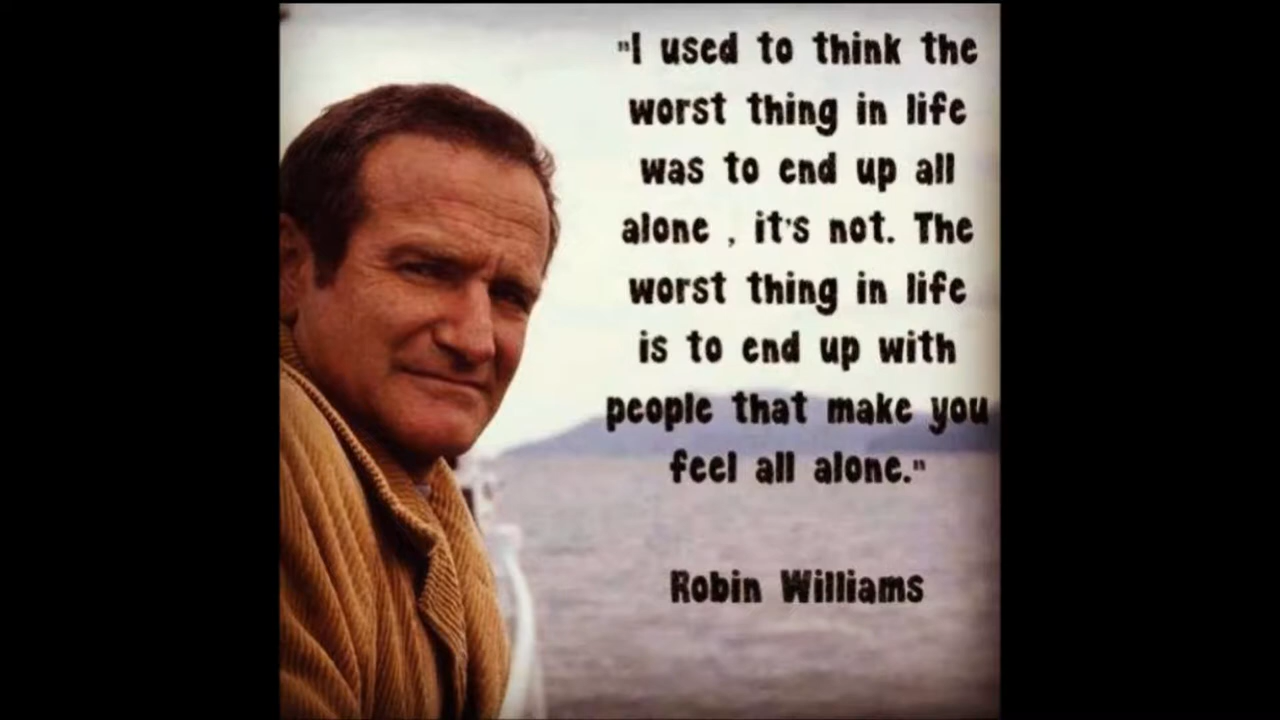 "I used to think the
worst thing in life
was to end up all
alone , it's not. The
worst thing in life
is to end up with
people that make you
feel all alone."
Robin Williams